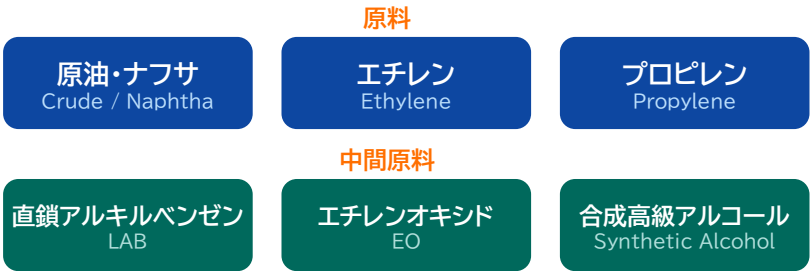 原料
原油・ナフサ
Crude / Naphtha
エチレン
Ethylene
プロピレン
Propylene
中間原料
直鎖アルキルベンゼン
LAB
エチレンオキシド
EO
合成高級アルコール
Synthetic Alcohol